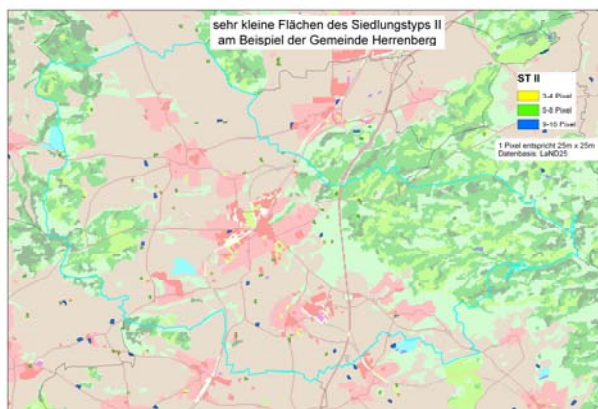 sehr kleine Flächen des Siedlungstyps II
am Beispiel der Gemeinde Herrenberg
ST II
3-4 Pixel
5-8 Pixel
9-10 Pixel
1 Pixel entspricht 25m x 25m
Datenbasis: LaND25